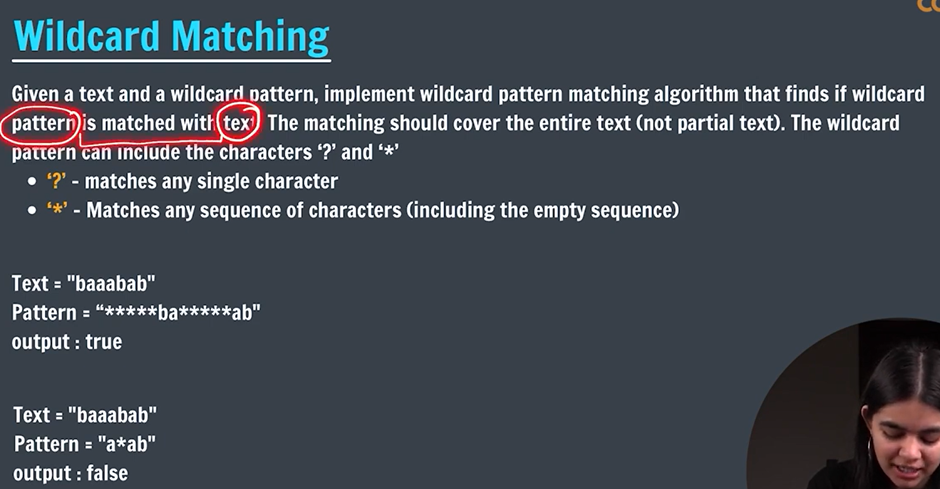 Wildcard Matching
Given a text and a wildcard pattern, implement wildcard pattern matching algorithm that finds if wildcard
pattern is matched with text. The matching should cover the entire text (not partial text). The wildcard
pattern can include the characters ‘?’ and ‘*’
• ‘?’ - matches any single character
• ‘*’ - Matches any sequence of characters (including the empty sequence)
Text = "baaabab"
Pattern = “*****ba*****ab"
output : true
Text = "baaabab"
Pattern = "a*ab"
output : false